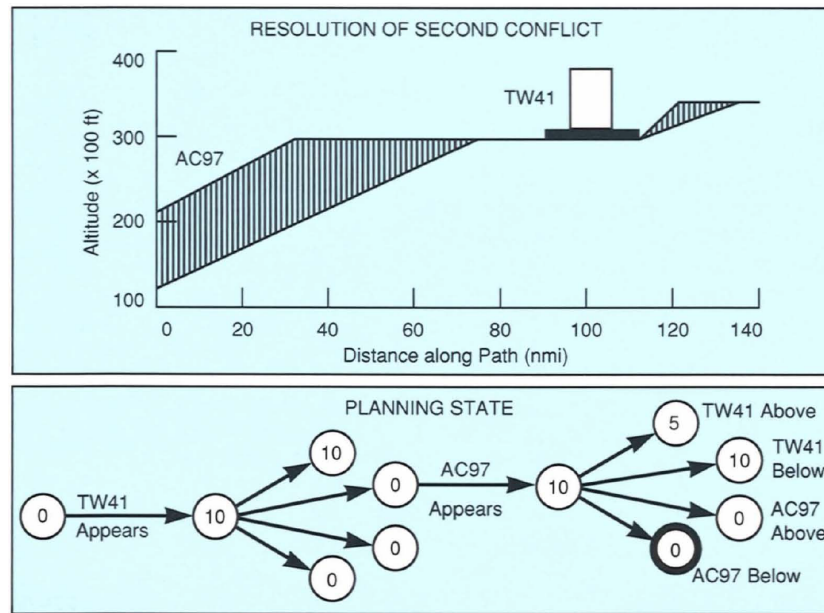 RESOLUTION OF SECOND CONFLICT
400
300
200
100
Altitude (x 100 ft)
AC97
TW41
0 20 40 60 80 100 120 140
Distance along Path (nmi)
PLANNING STATE
0
TW41
Appears
10
10
0
0
0
AC97
Appears
10
5
TW41 Above
10
TW41
Below
0
AC97
Above
0
AC97 Below